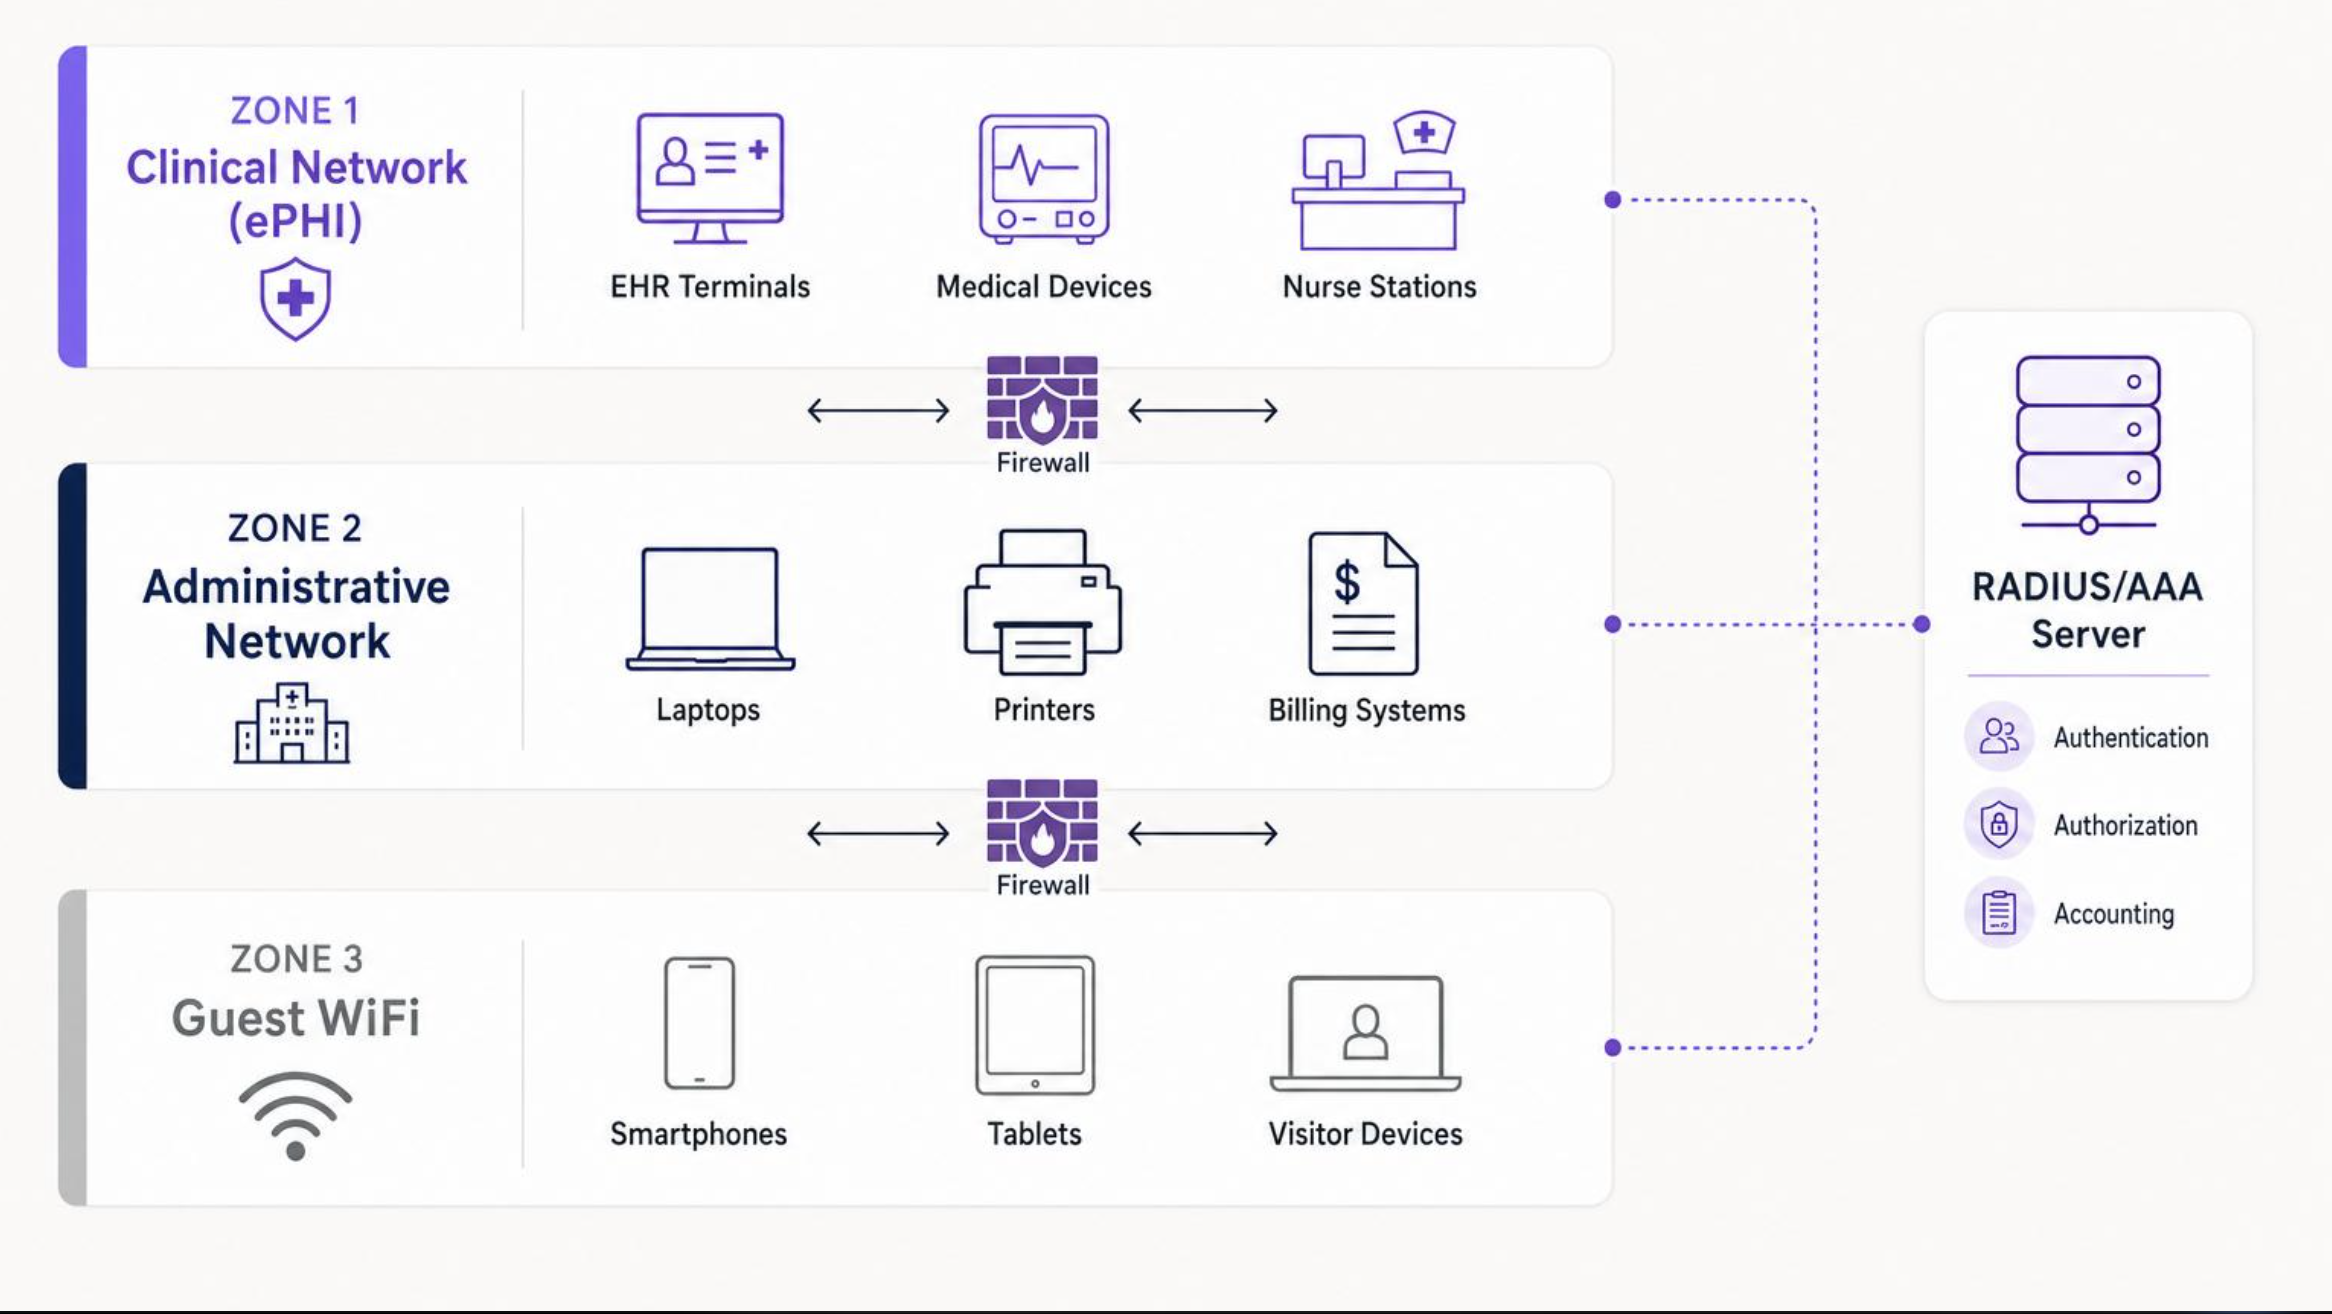 ZONE 1
Clinical Network
(ePHI)
EHR Terminals
Medical Devices
Nurse Stations
Firewall
ZONE 2
Administrative
Network
Laptops
Printers
$
Billing Systems
Firewall
ZONE 3
Guest WiFi
Smartphones
Tablets
Visitor Devices
RADIUS/AAA
Server
Authentication
Authorization
Accounting